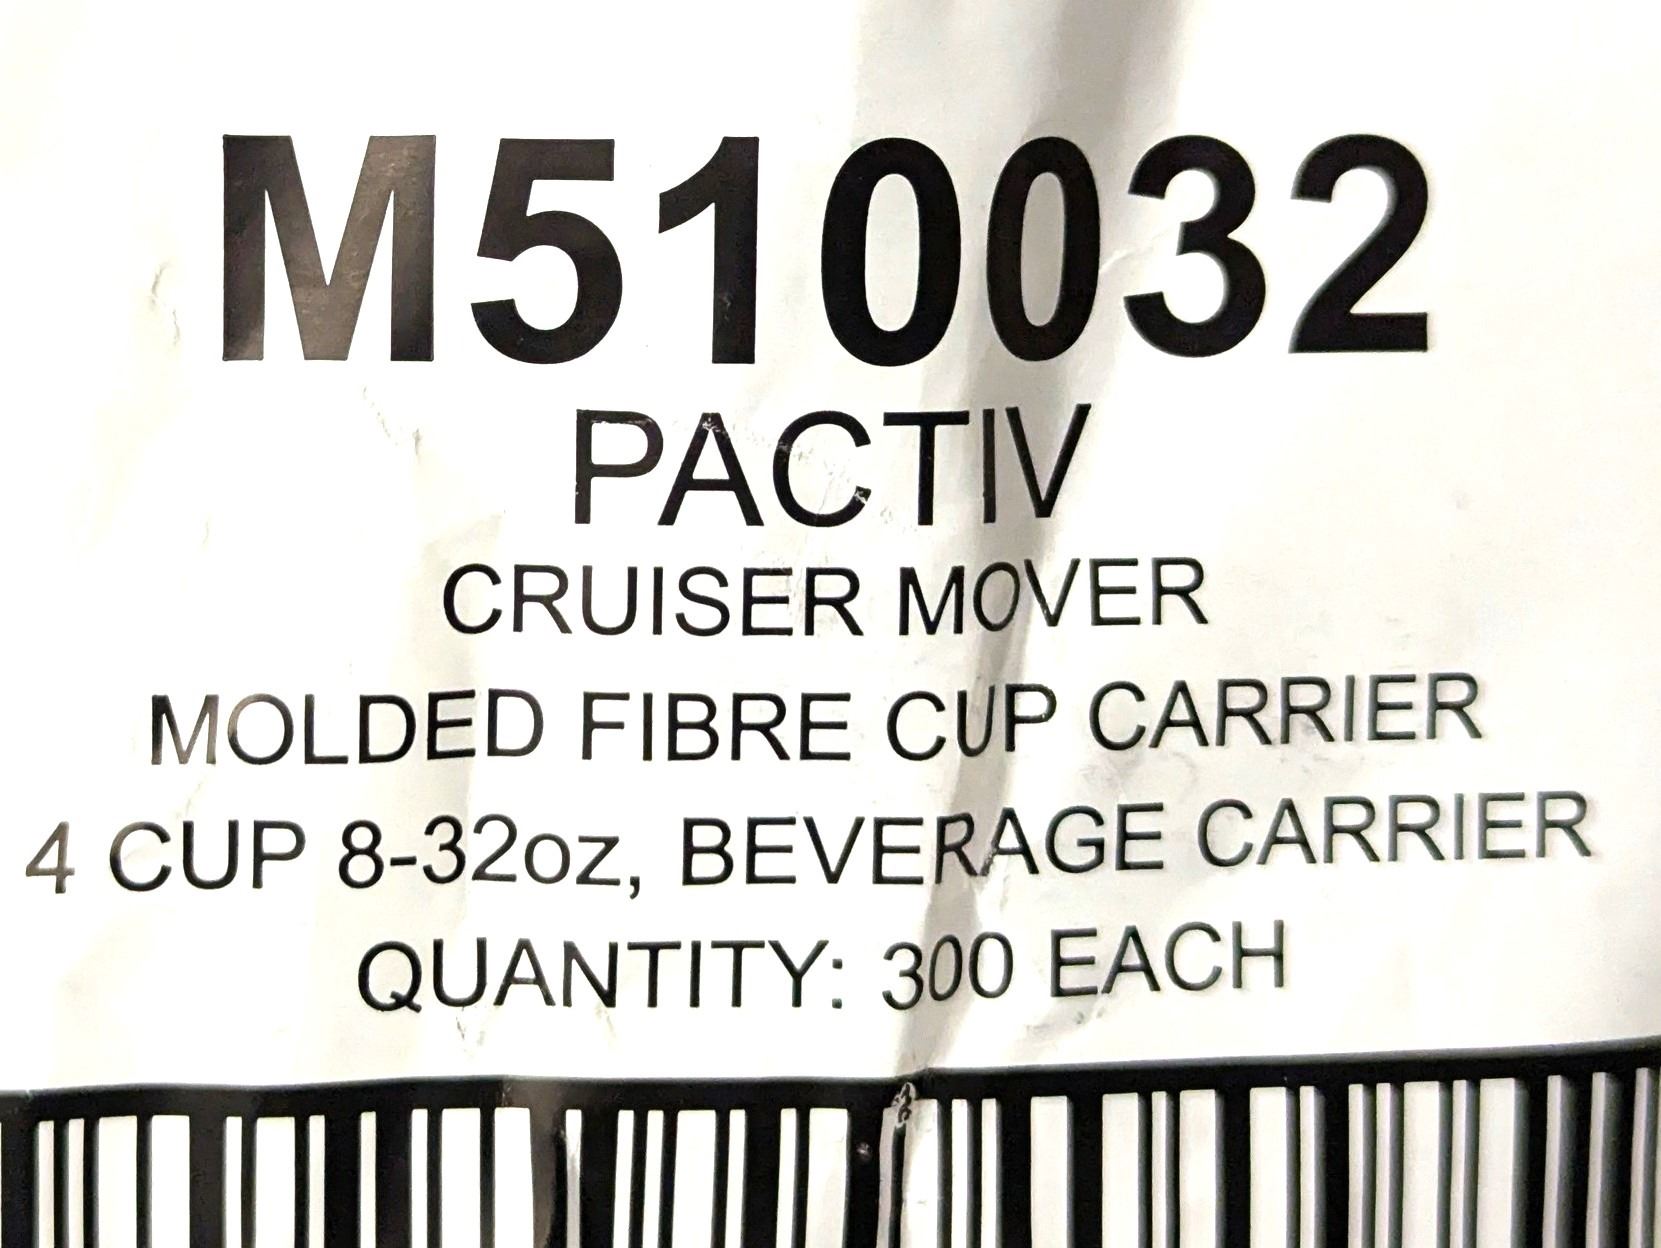 M510032
PACTIV
CRUISER MOVER
MOLDED FIBRE CUP CARRIER
4 CUP 8-32oz, BEVERAGE CARRIER
QUANTITY: 300 EACH